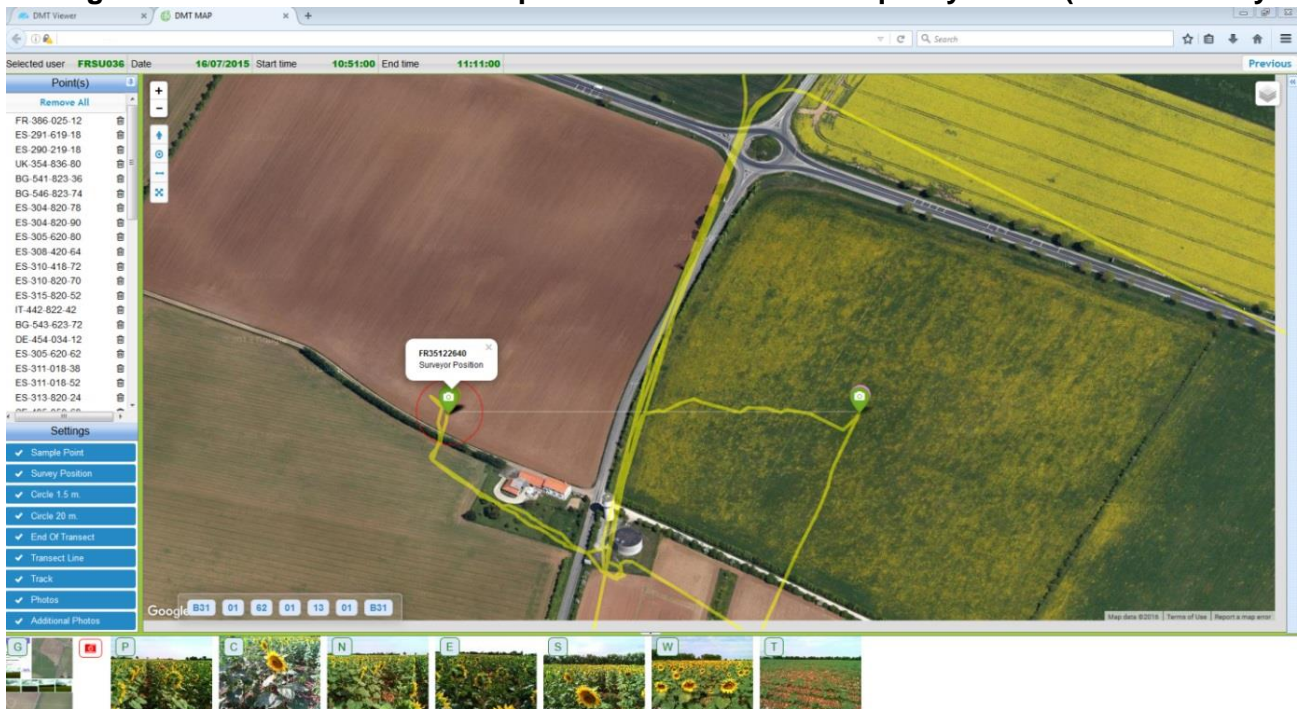 DMT Viewer
DMT MAP
Search
Selected user FRSU036 Date 16/07/2015 Start time 10:51:00 End time 11:11:00
Previous
Point(s)
Remove All
FR-386-025-12
ES-291-619-18
ES-290-219-18
UK-354-836-80
BG-541-823-36
BG-546-823-74
ES-304-820-78
ES-304-820-90
ES-305-620-80
ES-308-420-64
ES-310-418-72
ES-310-820-70
ES-315-820-52
IT-442-822-42
BG-543-623-72
DE-454-034-12
ES-305-620-62
ES-311-018-38
ES-311-018-52
ES-313-820-24
Settings
Sample Point
Survey Position
Circle 1.5 m.
Circle 20 m.
End Of Transect
Transect Line
Track
Photos
Additional Photos
+
-
FR35122640
Surveyor Position
Google
B31 01 62 01 13 01 B31
Map data ©2016 Terms of Use Report a map error
G P C N E S W T